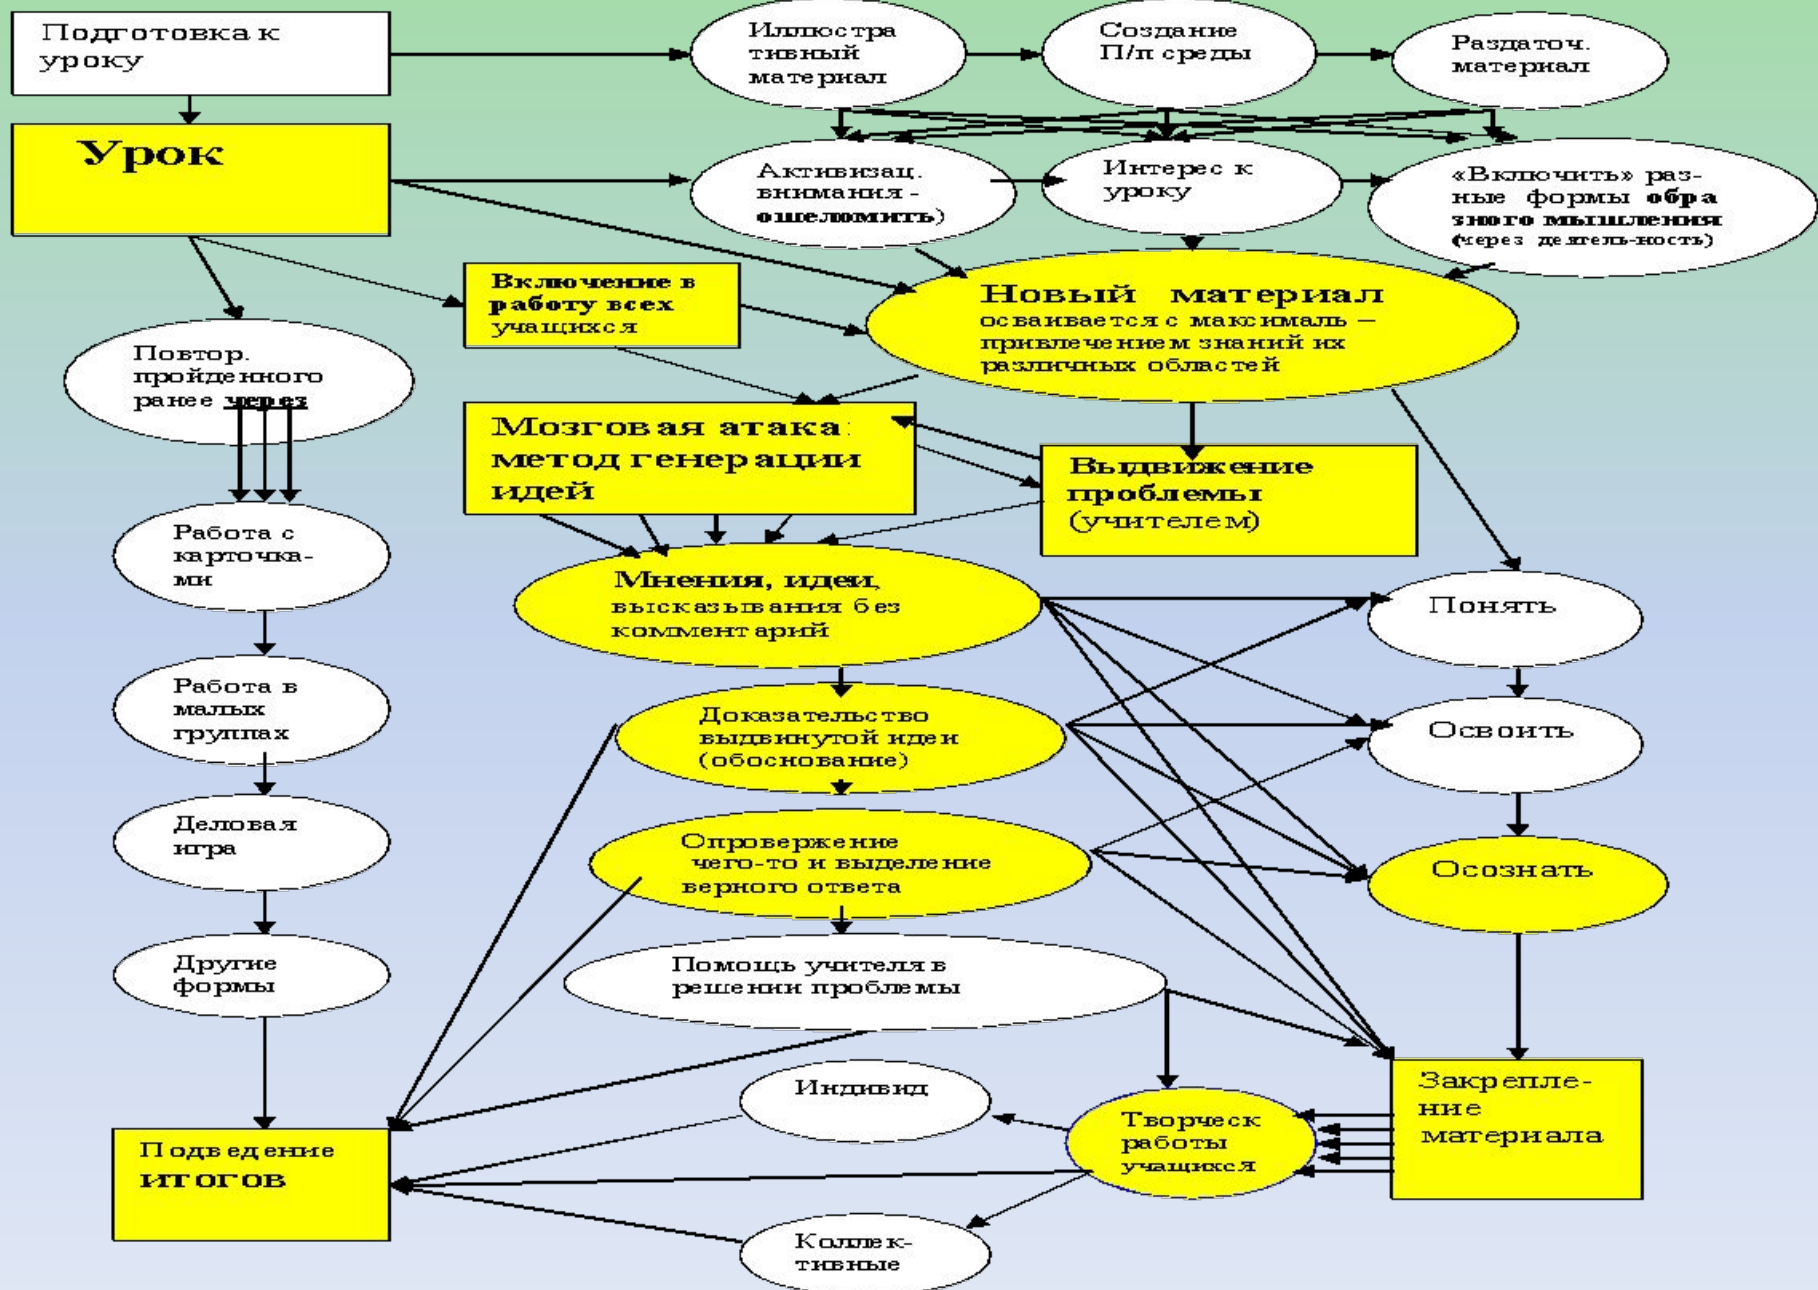 Подготовка к
уроку
Иллюстра
тивный
материал
Создание
П/п среды
Раздаточ.
материал
Урок
Активизац.
внимания -
ошеломить)
Интерес к
уроку
«Включить» раз-
ные формы обра
зного мышления
(через деятель-ность)
Включение в
работу всех
учащихся
Новый материал
осваивается с максималь –
привлечением знаний их
различных областей
Повтор.
пройденного
ранее через
Мозговая атака:
метод генерации
идей
Выдвижение
проблемы
(учителем)
Работа с
карточка-
ми
Мнения, идеи,
высказывания без
комментарий
Понять
Работа в
малых
группах
Доказательство
выдвинутой идеи
(обоснование)
Освоить
Деловая
игра
Опровержение
чего-то и выделение
верного ответа
Осознать
Другие
формы
Помощь учителя в
решении проблемы
Индивид
Творческ
работы
учащихся
Закрепле-
ние
материала
Подведение
итогов
Коллек-
тивные